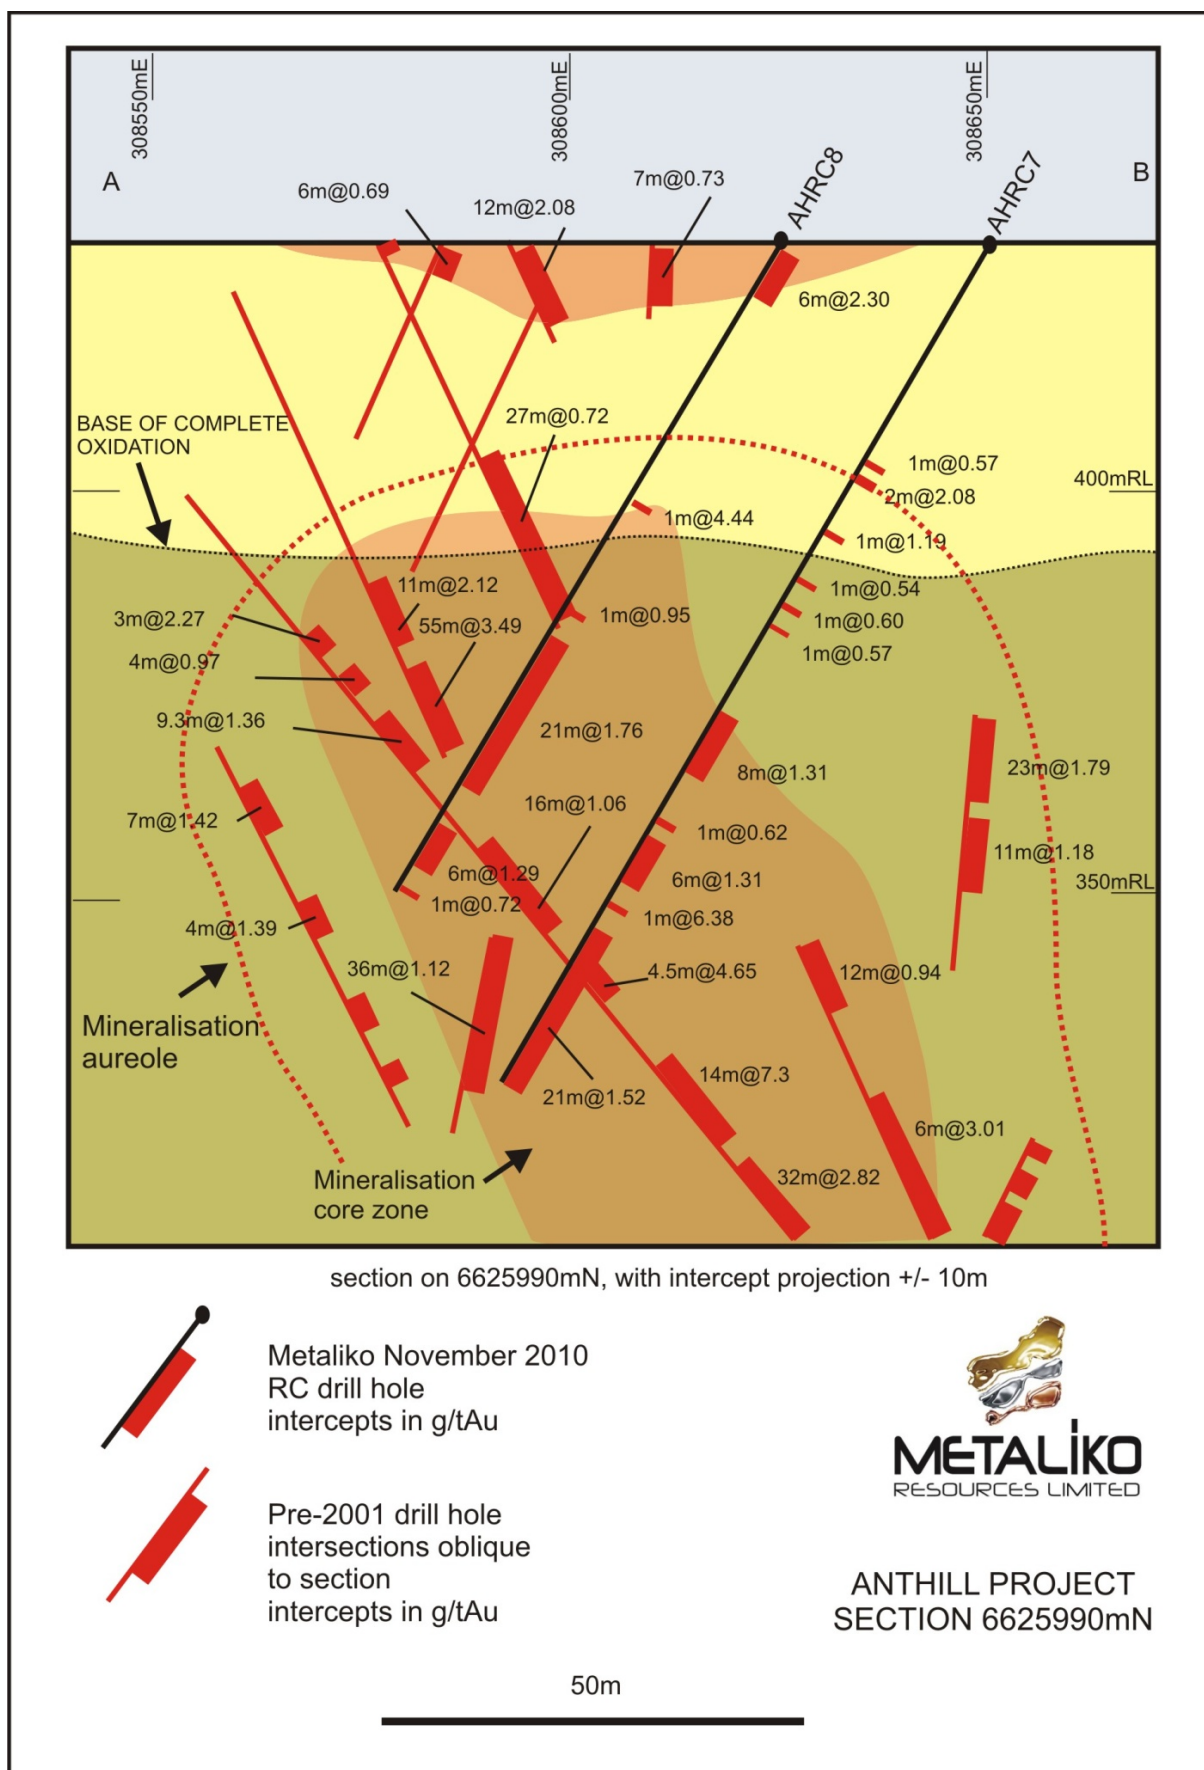 308550mE
308600mE
308650mE
A
B
AHRC8
AHRC7
6m@0.69
12m@2.08
7m@0.73
6m@2.30
BASE OF COMPLETE
OXIDATION
27m@0.72
1m@0.57
400mRL
2m@2.08
1m@4.44
1m@1.19
11m@2.12
1m@0.54
3m@2.27
55m@3.49
1m@0.95
1m@0.60
1m@0.57
4m@0.97
9.3m@1.36
21m@1.76
8m@1.31
23m@1.79
7m@1.42
16m@1.06
1m@0.62
11m@1.18
6m@1.29
6m@1.31
350mRL
1m@0.72
4m@1.39
1m@6.38
36m@1.12
4.5m@4.65
12m@0.94
Mineralisation
aureole
14m@7.3
21m@1.52
6m@3.01
Mineralisation
core zone
32m@2.82
section on 6625990mN, with intercept projection +/- 10m
Metaliko November 2010
RC drill hole
intercepts in g/tAu
METALIKO
RESOURCES LIMITED
Pre-2001 drill hole
intersections oblique
to section
intercepts in g/tAu
ANTHILL PROJECT
SECTION 6625990mN
50m